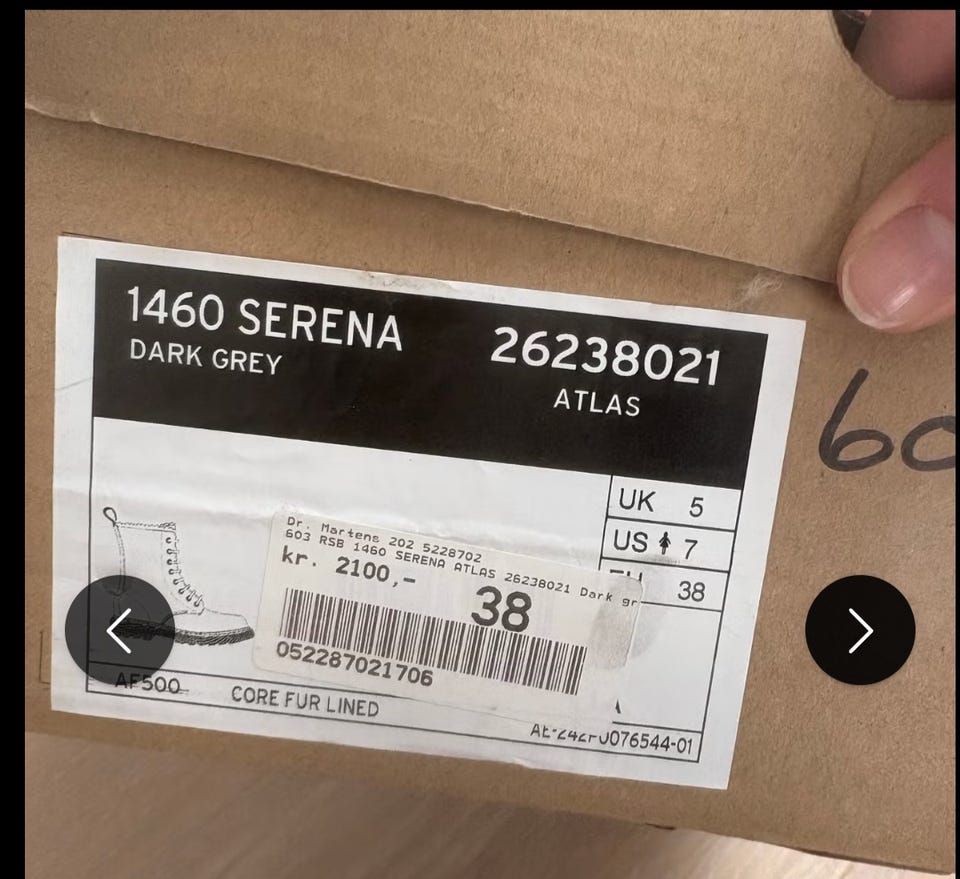 1460 SERENA
DARK GREY
26238021
ATLAS
60
UK 5
US 7
38
Dr. Martens 202 5228702
603 RSB 1460 SERENA ATLAS 26238021 Dark gr
kr. 2100,-
38
052287021706
AF500
CORE FUR LINED